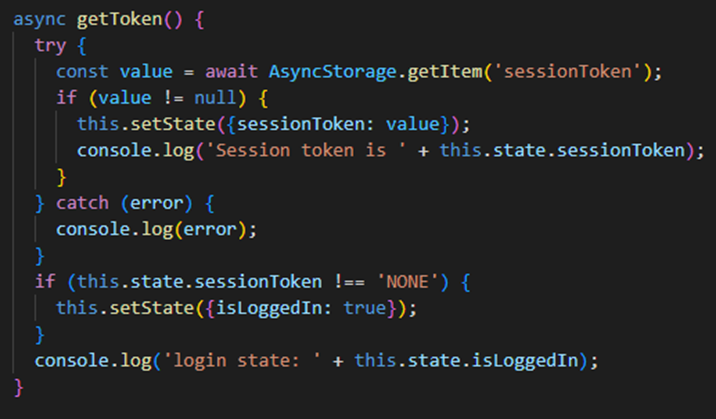 async getToken() {
  try {
    const value = await AsyncStorage.getItem('sessionToken');
    if (value != null) {
      this.setState({sessionToken: value});
      console.log('Session token is ' + this.state.sessionToken);
    }
  } catch (error) {
    console.log(error);
  }
  if (this.state.sessionToken !== 'NONE') {
    this.setState({isLoggedIn: true});
  }
  console.log('login state: ' + this.state.isLoggedIn);
}